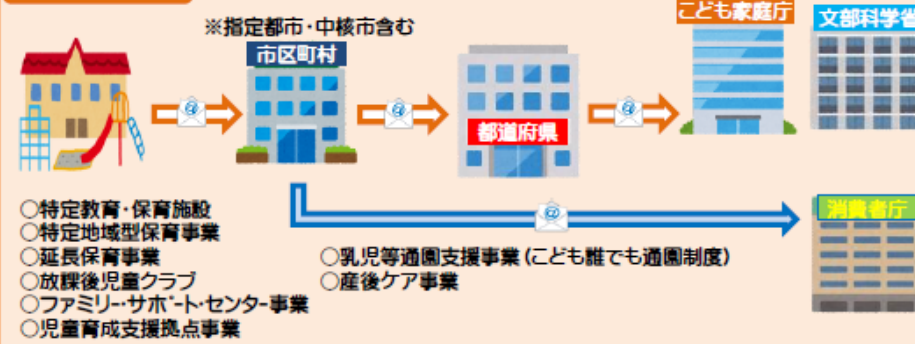 ※指定都市・中核市含む
市区町村
都道府県
こども家庭庁
文部科学省
消費者庁
○特定教育・保育施設
○特定地域型保育事業
○延長保育事業
○放課後児童クラブ
○ファミリー・サポート・センター事業
○児童育成支援拠点事業
○乳児等通園支援事業(こども誰でも通園制度)
○産後ケア事業
@
@
@
@